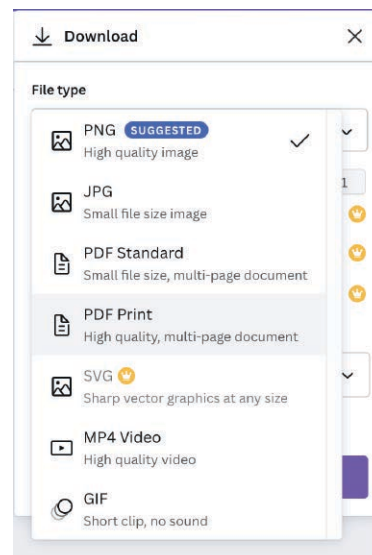 Download
File type
PNG SUGGESTED
High quality image
1
JPG
Small file size image
PDF Standard
Small file size, multi-page document
PDF Print
High quality, multi-page document
SVG
Sharp vector graphics at any size
MP4 Video
High quality video
GIF
Short clip, no sound